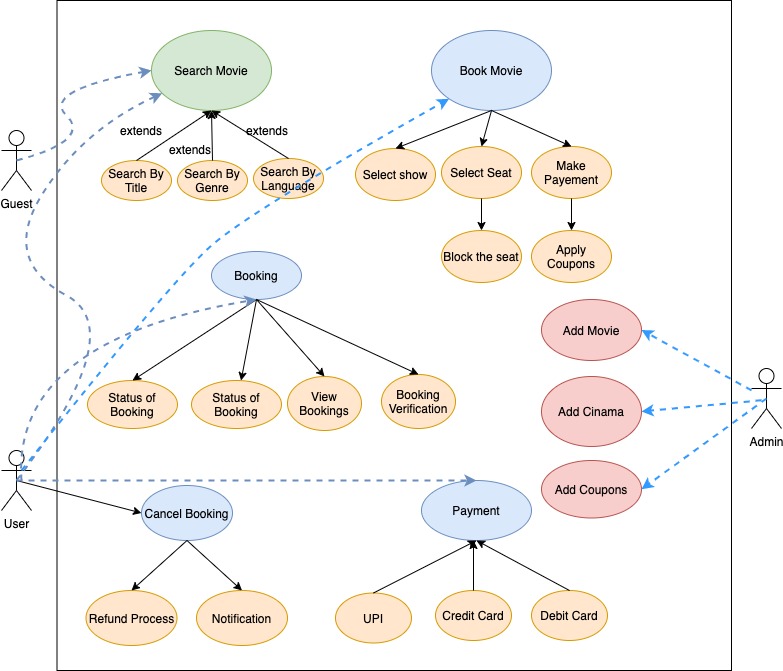 Search Movie
Book Movie
extends
extends
extends
Search By
Title
Search By
Genre
Search By
Language
Select show
Select Seat
Make
Payement
Guest
Block the seat
Apply
Coupons
Booking
Add Movie
Status of
Booking
Status of
Booking
View
Bookings
Booking
Verification
Add Cinama
Admin
Add Coupons
User
Cancel Booking
Payment
Refund Process
Notification
UPI
Credit Card
Debit Card